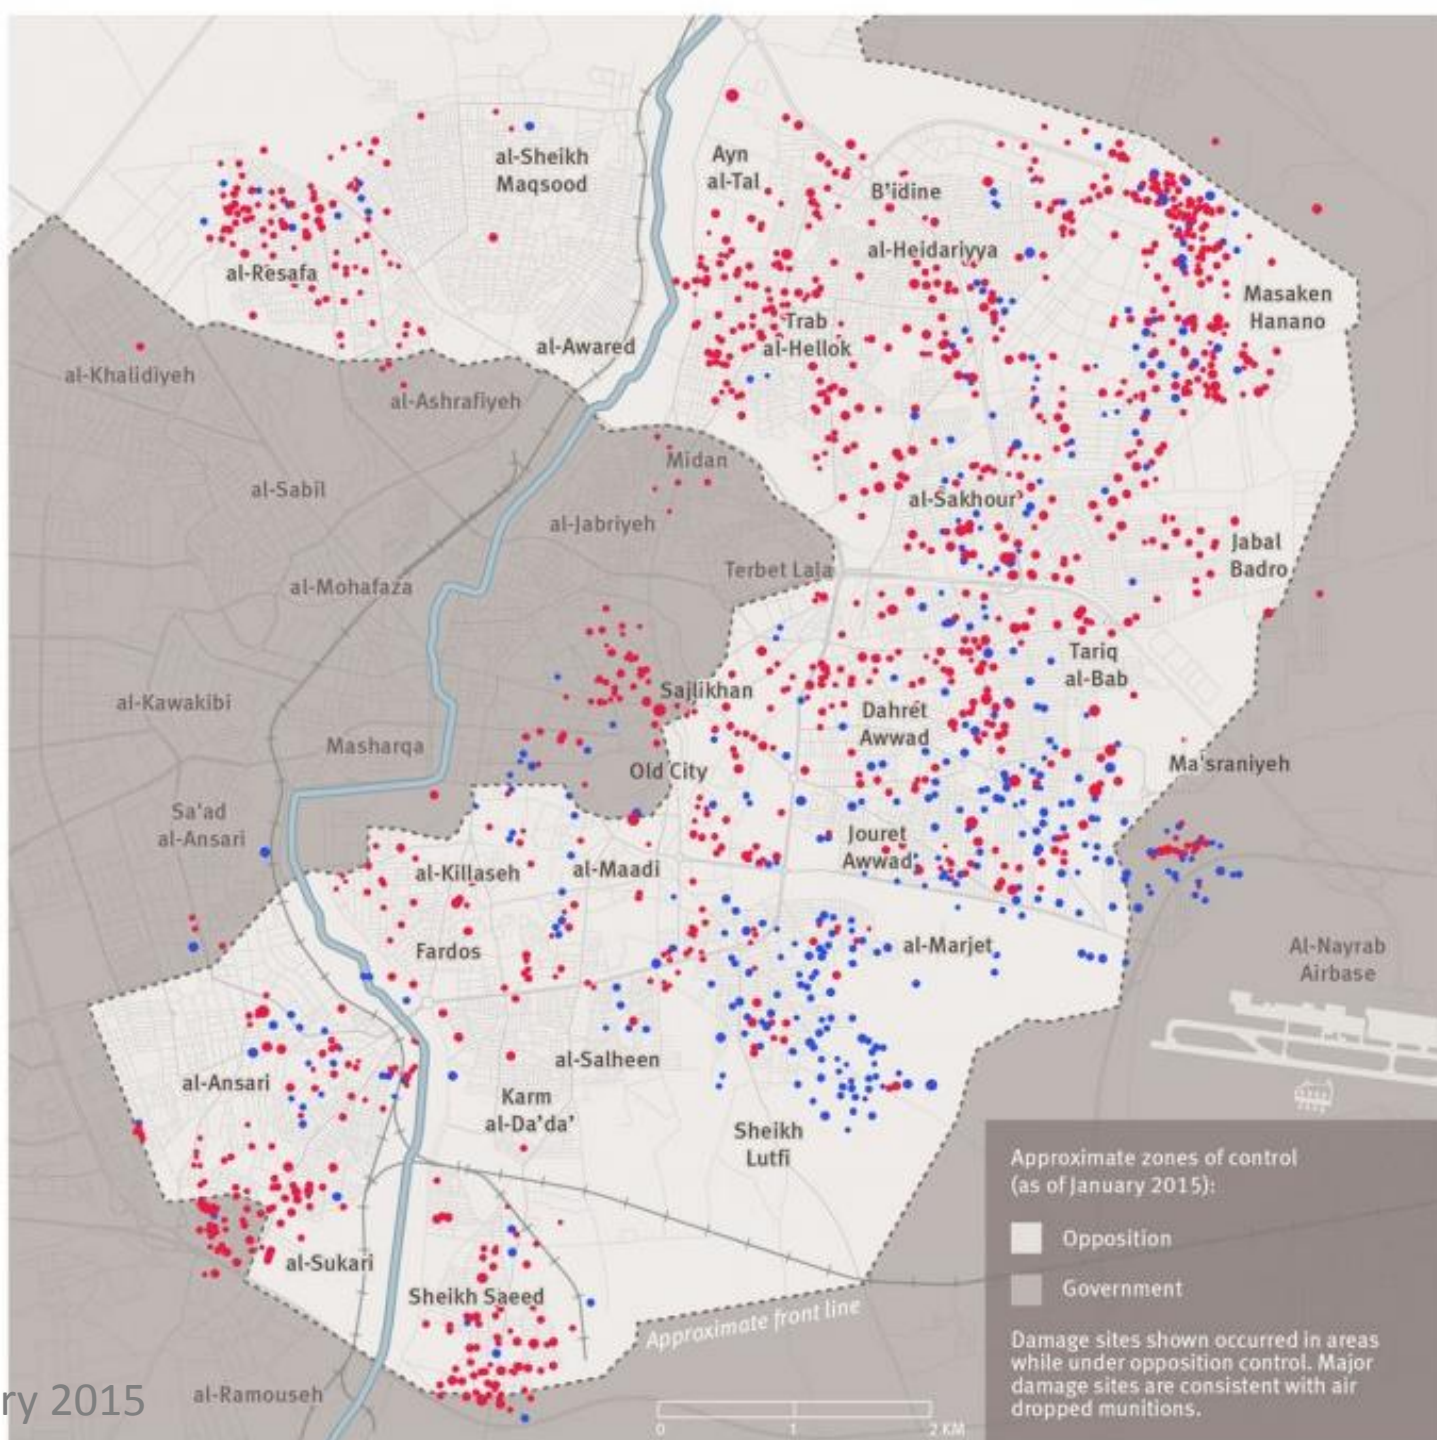 al-Sheikh
Maqsood
Ayn
al-Tal
B'idine
al-Heidariyya
al-Resafa
Masaken
Hanano
Trab
al-Hellok
al-Awared
al-Khalidiyeh
al-Ashrafiyeh
Midan
al-Sabil
al-Sakhour
al-Jabriyeh
Jabal
Badro
Terbet Lala
al-Mohafaza
Tariq
al-Bab
Sajlikhan
al-Kawakibi
Dahret
Awwad
Masharqa
Old City
Ma'sraniyeh
Sa'ad
al-Ansari
Jouret
Awwad
al-Killaseh
al-Maadi
Fardos
al-Marjet
Al-Nayrab
Airbase
al-Salheen
al-Ansari
Karm
al-Da'da'
Sheikh
Lutfi
al-Sukari
Sheikh Saeed
Approximate front line
al-Ramouseh
ry 2015
0 1 2 KM
Approximate zones of control
(as of January 2015):
Opposition
Government
Damage sites shown occurred in areas
while under opposition control. Major
damage sites are consistent with air
dropped munitions.